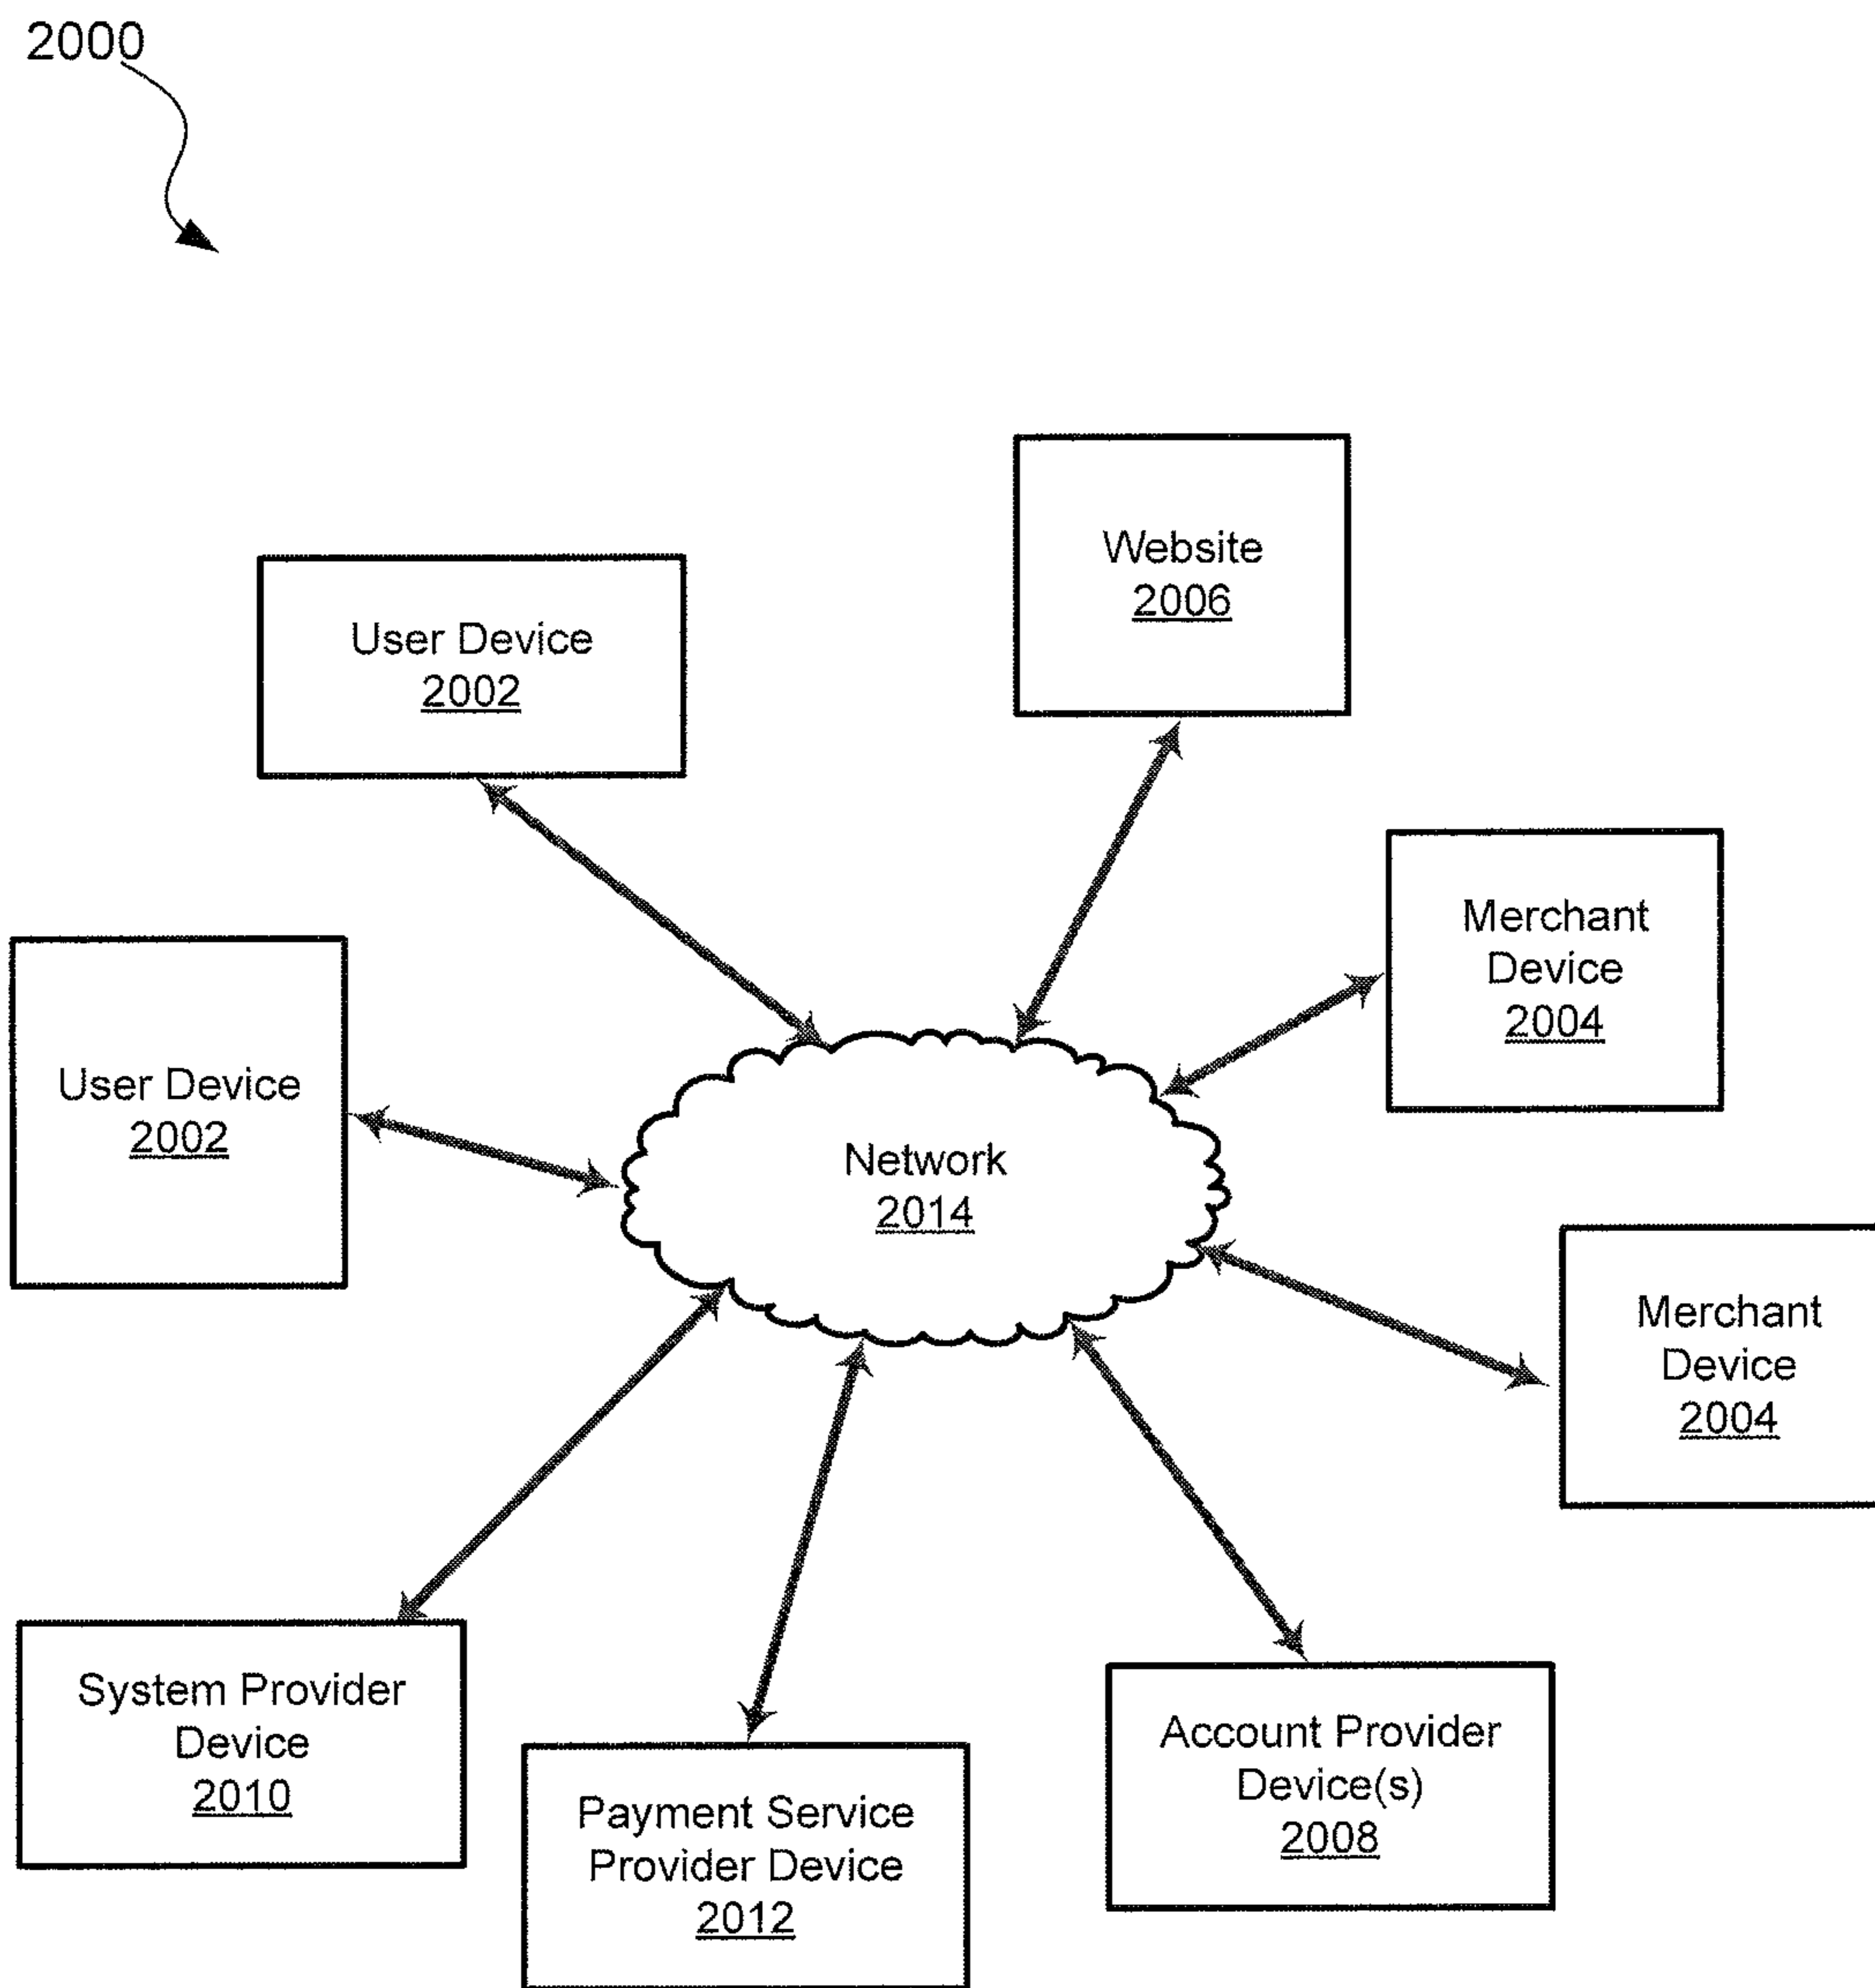 2000
Website
2006
User Device
2002
Merchant
Device
2004
User Device
2002
Network
2014
Merchant
Device
2004
System Provider
Device
2010
Payment Service
Provider Device
2012
Account Provider
Device(s)
2008